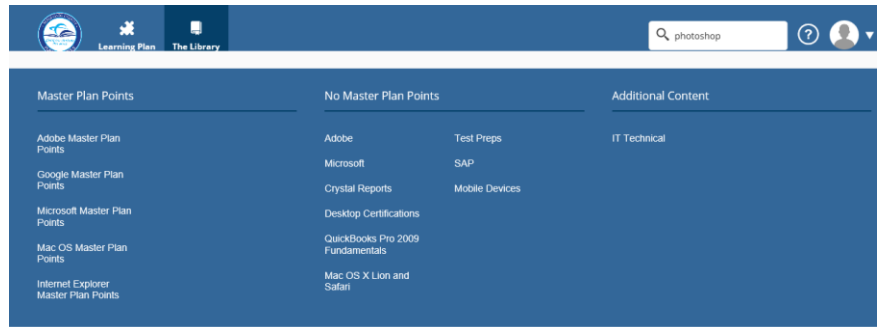 Learning Plan
The Library
photoshop
?
Master Plan Points
No Master Plan Points
Additional Content
Adobe Master Plan
Points
Google Master Plan
Points
Microsoft Master Plan
Points
Mac OS Master Plan
Points
Internet Explorer
Master Plan Points
Adobe
Microsoft
Crystal Reports
Desktop Certifications
QuickBooks Pro 2009
Fundamentals
Mac OS X Lion and
Safari
Test Preps
SAP
Mobile Devices
IT Technical